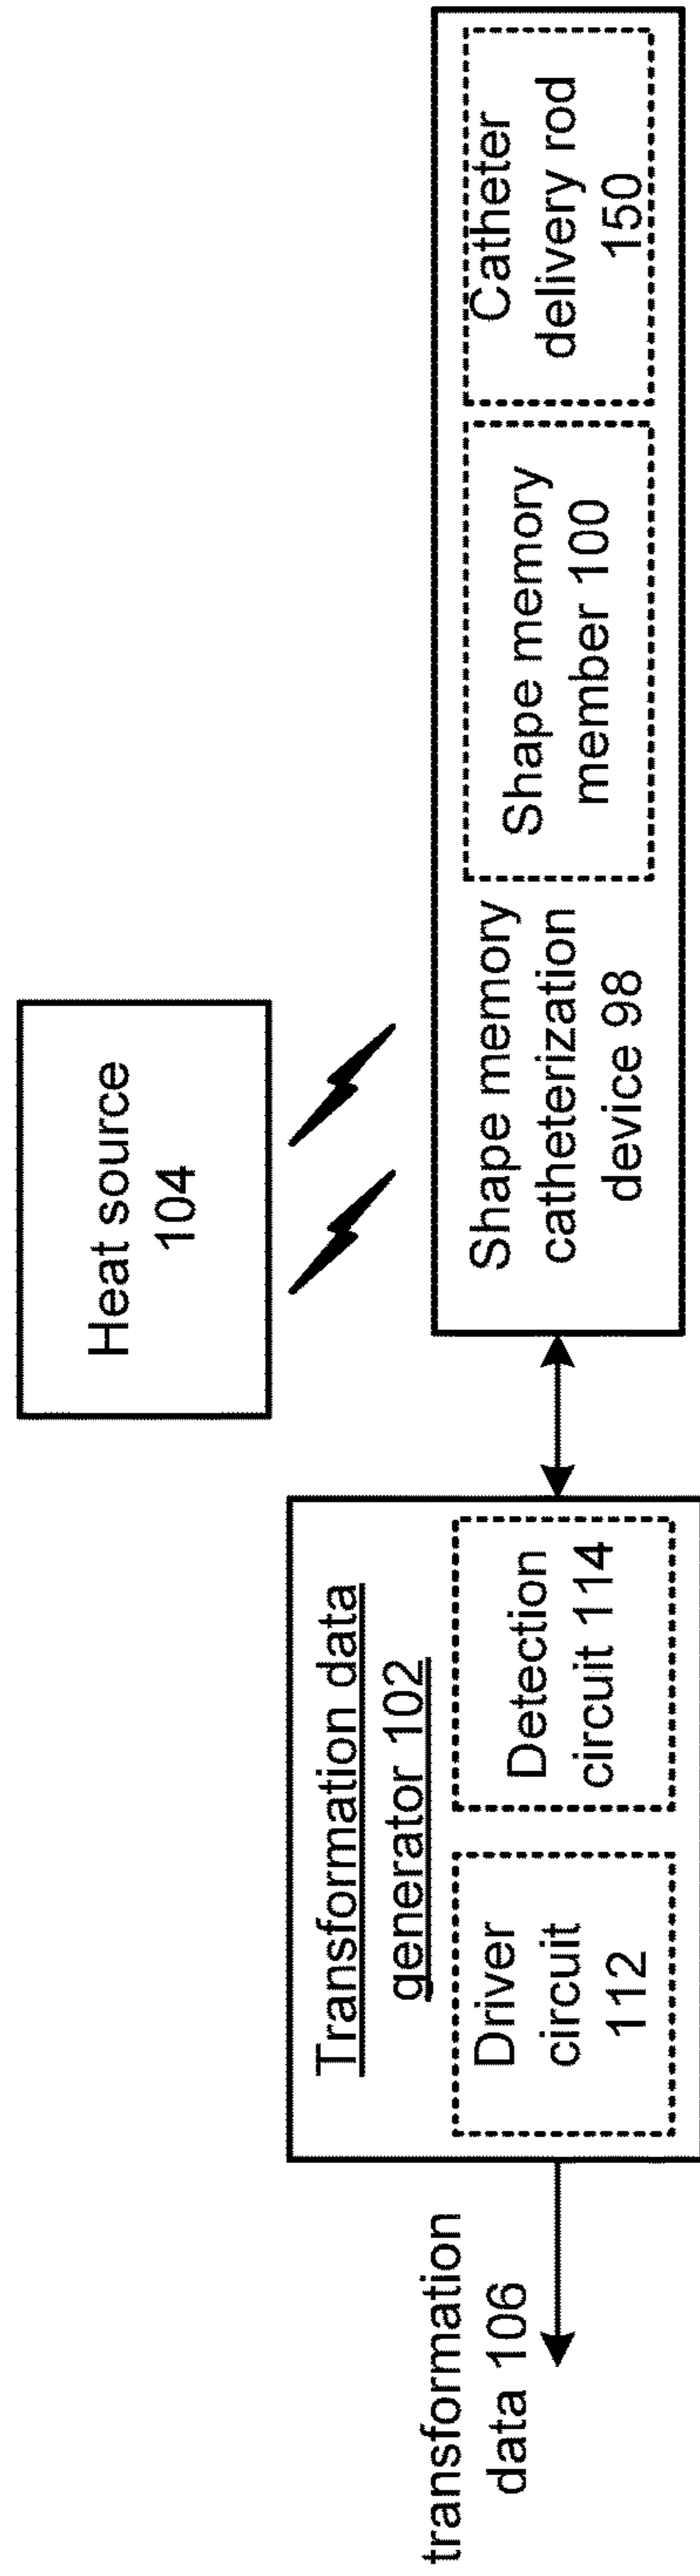 Heat source
104
transformation
data 106
Transformation data
generator 102
Driver
circuit
112
Detection
circuit 114
Shape memory
catheterization
device 98
Shape memory
member 100
Catheter
delivery rod
150